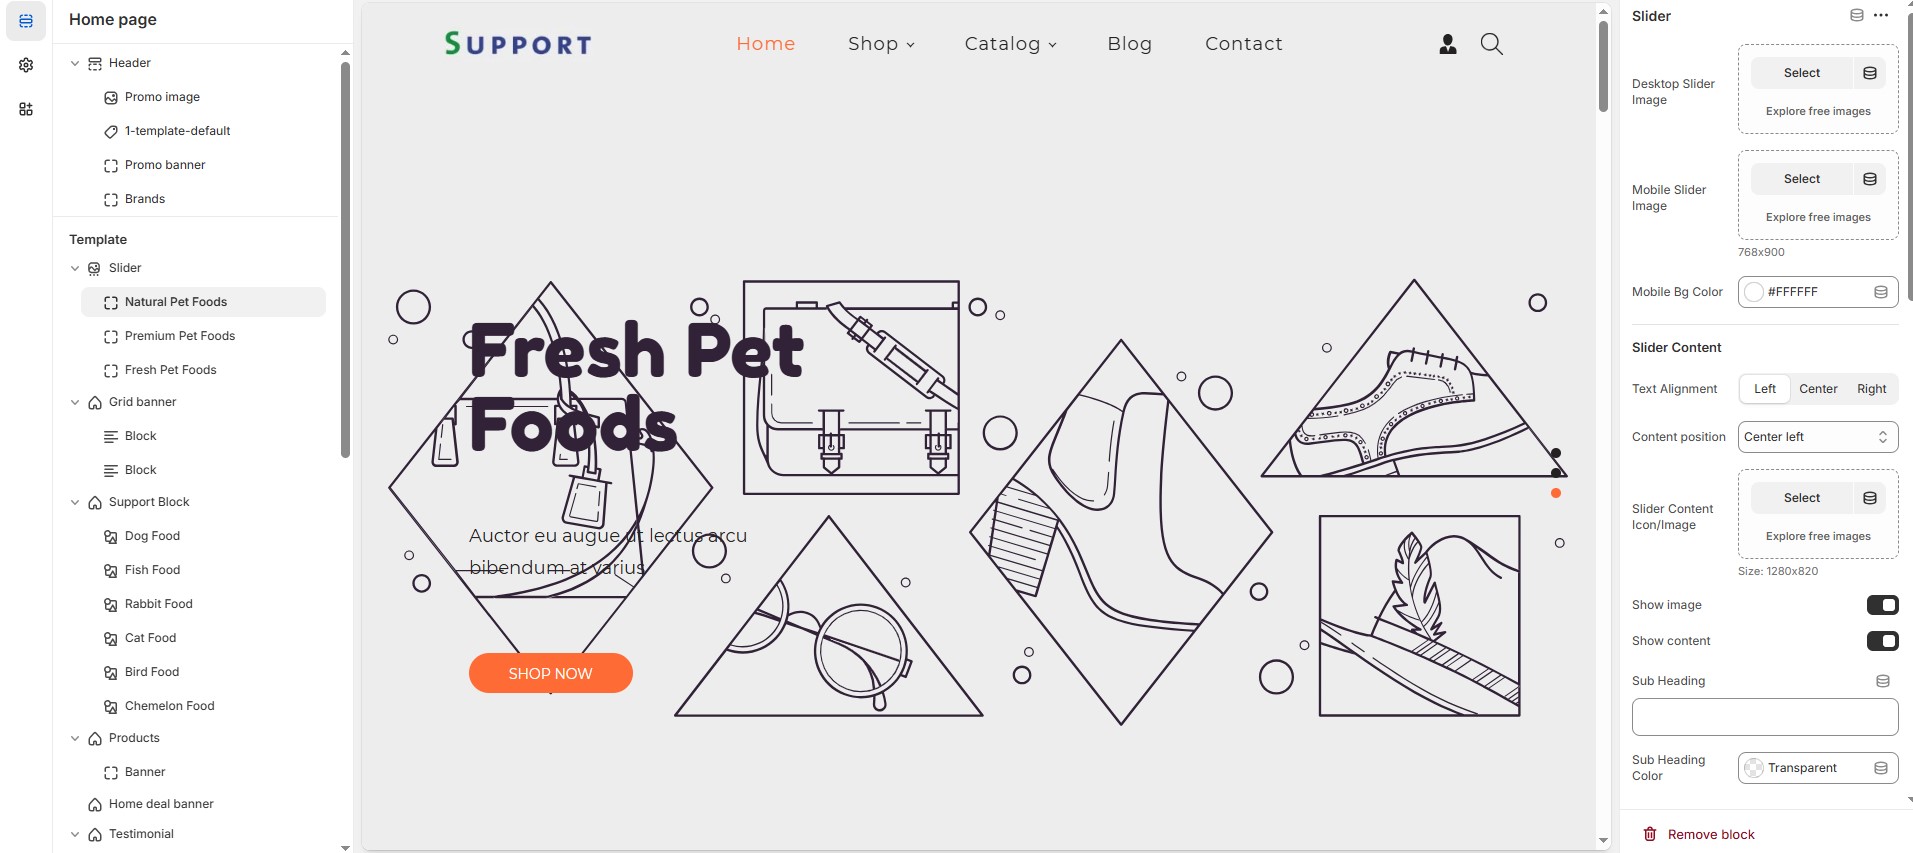 Home page
Header
Promo image
1-template-default
Promo banner
Brands
Template
Slider
Natural Pet Foods
Premium Pet Foods
Fresh Pet Foods
Grid banner
Block
Block
Support Block
Dog Food
Fish Food
Rabbit Food
Cat Food
Bird Food
Chemelon Food
Products
Banner
Home deal banner
Testimonial
SUPPORT
Home Shop Catalog Blog Contact
Fresh Pet
Foods
Auctor eu augue ut lectus arcu
bibendum at varius
SHOP NOW
Slider
Desktop Slider
Image
Select
Explore free images
Mobile Slider
Image
Select
Explore free images
768x900
Mobile Bg Color #FFFFFF
Slider Content
Text Alignment Left Center Right
Content position Center left
Slider Content
Icon/Image
Select
Explore free images
Size: 1280x820
Show image
Show content
Sub Heading
Sub Heading
Color
Transparent
Remove block